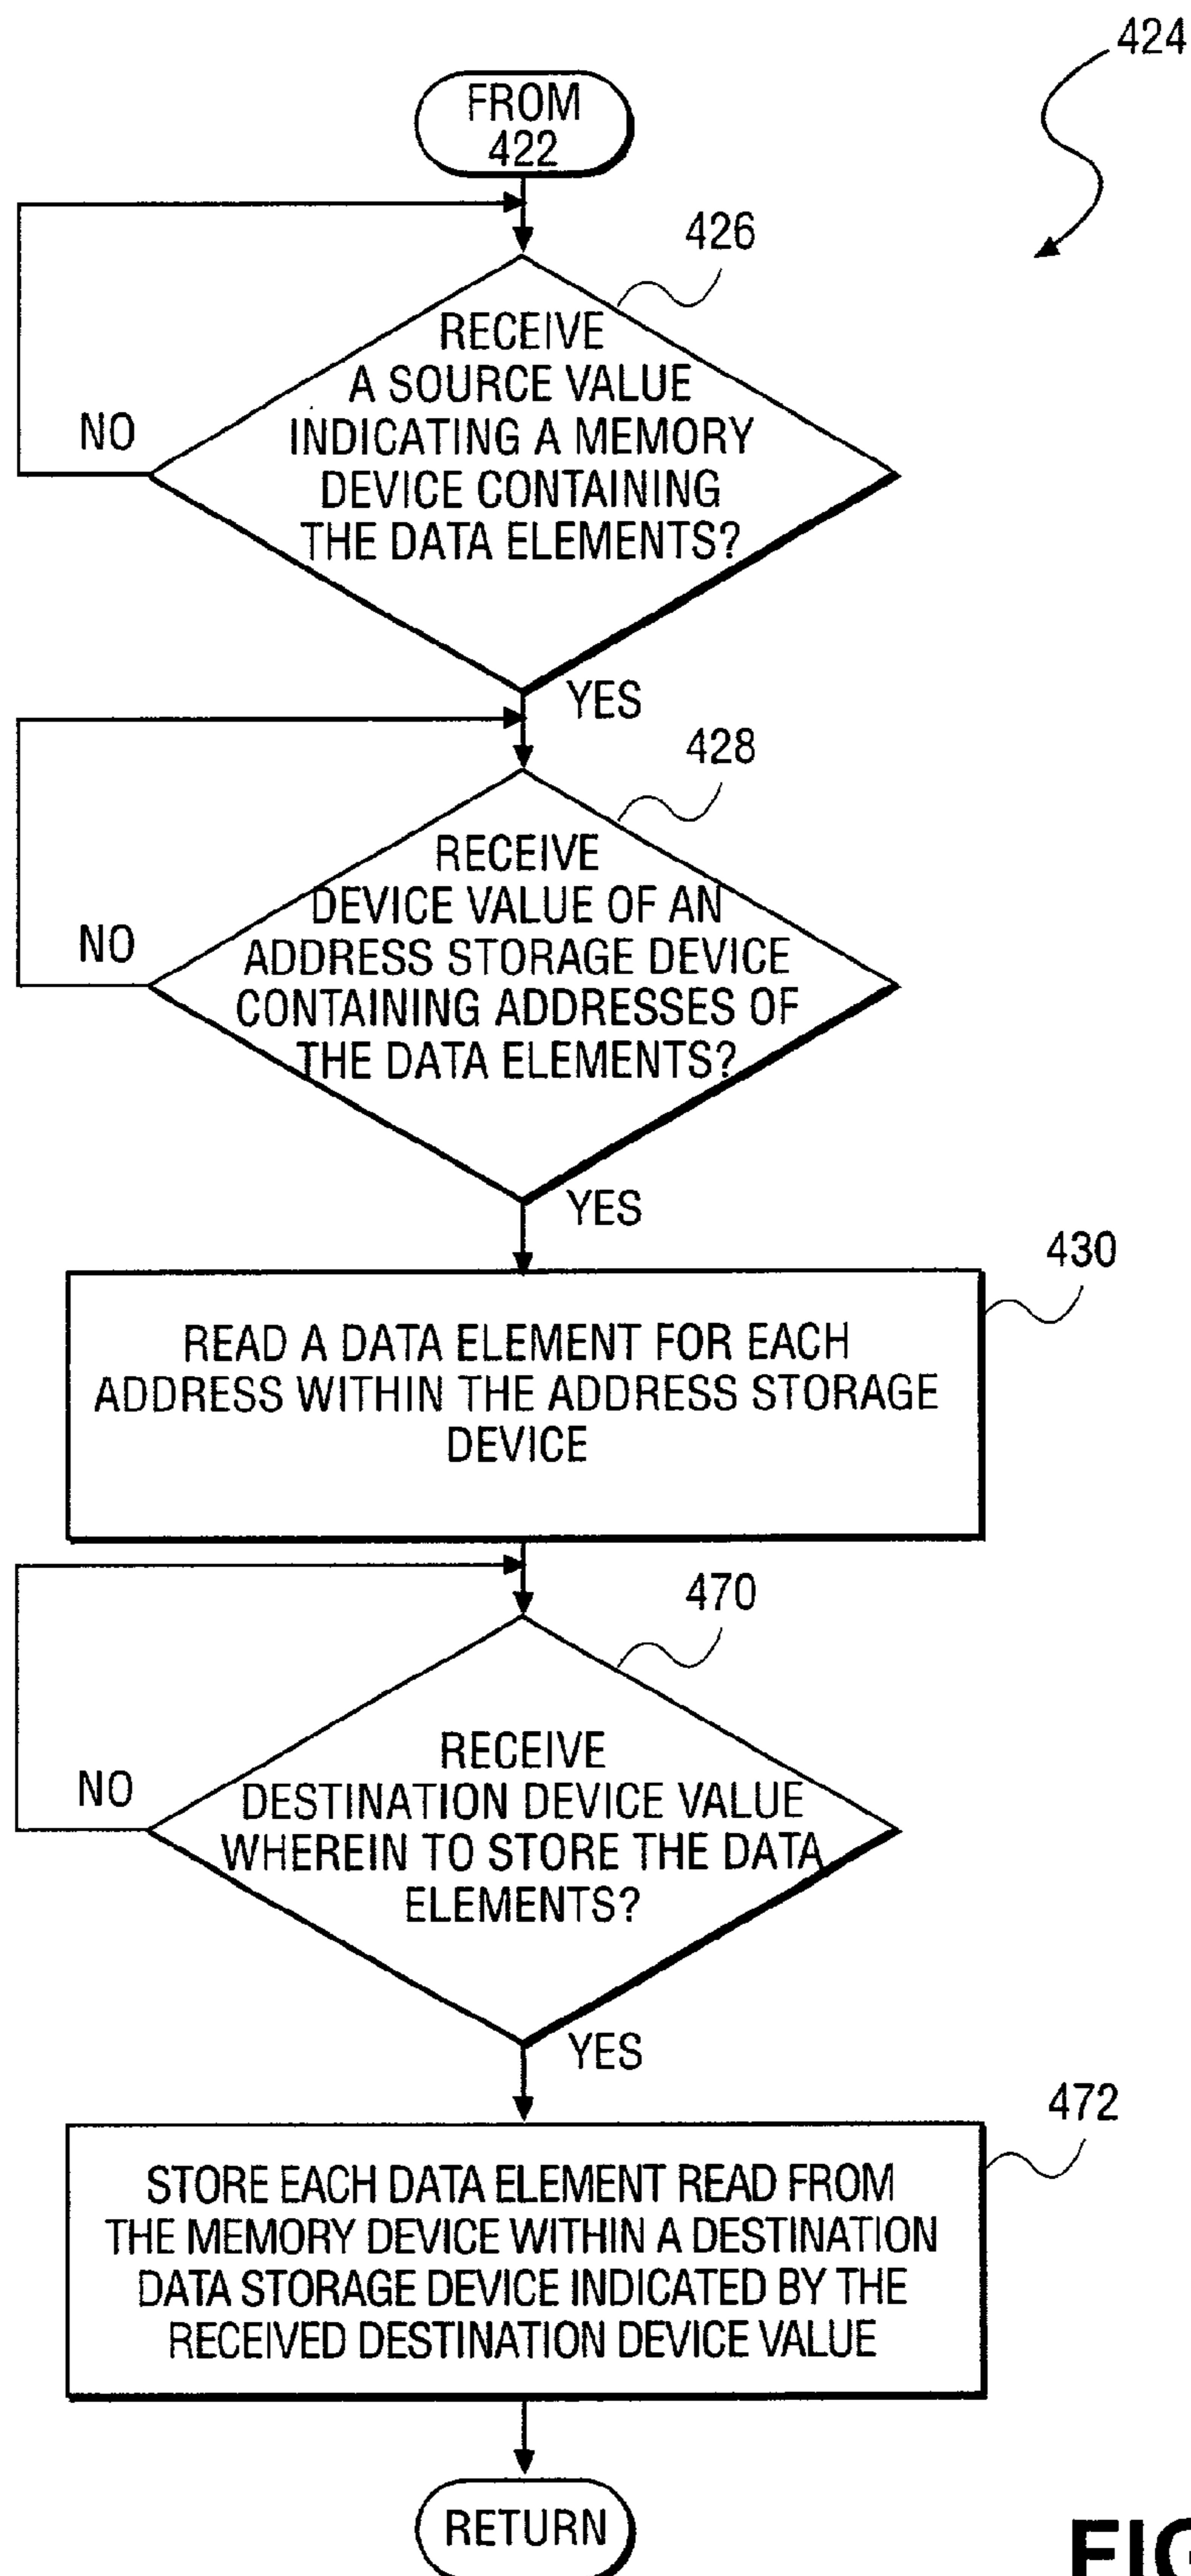 424
FROM
422
426
RECEIVE
A SOURCE VALUE
INDICATING A MEMORY
DEVICE CONTAINING
THE DATA ELEMENTS?
NO
YES
428
RECEIVE
DEVICE VALUE OF AN
ADDRESS STORAGE DEVICE
CONTAINING ADDRESSES OF
THE DATA ELEMENTS?
NO
YES
430
READ A DATA ELEMENT FOR EACH
ADDRESS WITHIN THE ADDRESS STORAGE
DEVICE
470
RECEIVE
DESTINATION DEVICE VALUE
WHEREIN TO STORE THE DATA
ELEMENTS?
NO
YES
472
STORE EACH DATA ELEMENT READ FROM
THE MEMORY DEVICE WITHIN A DESTINATION
DATA STORAGE DEVICE INDICATED BY THE
RECEIVED DESTINATION DEVICE VALUE
RETURN